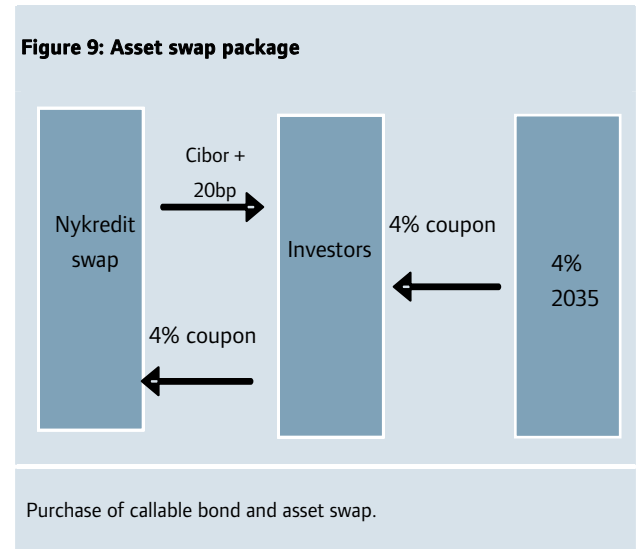 Figure 9: Asset swap package
Cibor +
20bp
Nykredit
swap
4% coupon
Investors
4% coupon
4%
2035
Purchase of callable bond and asset swap.